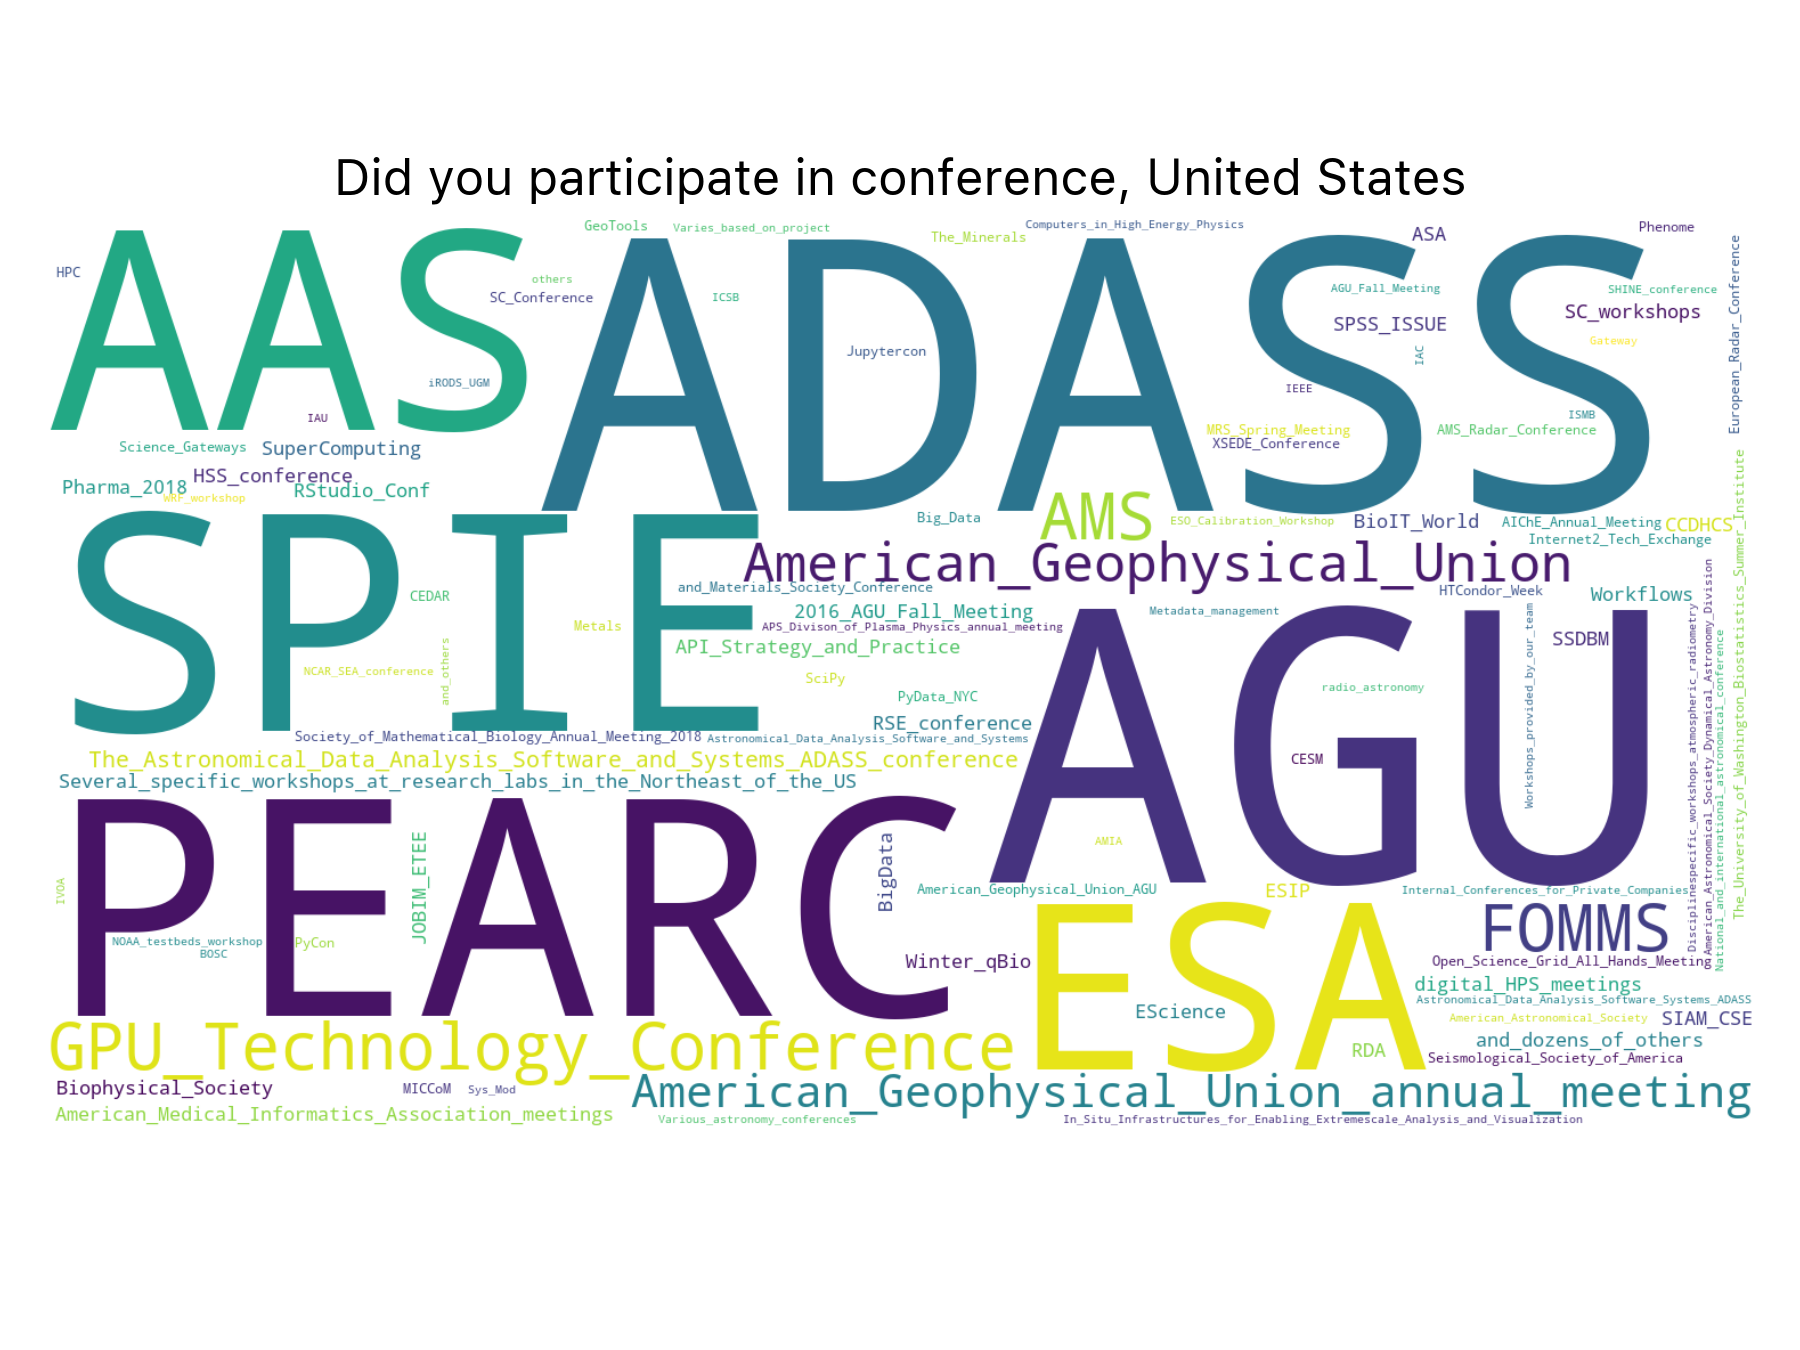 Did you participate in conference, United States
GeoTools
Varies_based_on_project
The_Minerals
Computers_in_High_Energy_Physics
ASA
Phenome
HPC
AAS
others
SC_Conference
ADASS
ICSB
AGU_Fall_Meeting
SHINE_conference
SPSS_ISSUE
SC_workshops
Gateway
European_Radar_Conference
Jupytercon
IAC
IEEE
iRODS_UGM
IAU
ISMB
MRS_Spring_Meeting
XSEDE_Conference
AMS_Radar_Conference
Science_Gateways
SuperComputing
HSS_conference
Pharma_2018
WRF_workshop
RStudio_Conf
The_University_of_Washington_Biostatistics_Summer_Institute
SPIE
Big_Data
AMS
ESO_Calibration_Workshop
BioIT_World
AIChE_Annual_Meeting
CCDHCS
Internet2_Tech_Exchange
American_Geophysical_Union
and_Materials_Society_Conference
CEDAR
HTCondor_Week
Workflows
2016_AGU_Fall_Meeting
Metadata_management
APS_Divison_of_Plasma_Physics_annual_meeting
Metals
API_Strategy_and_Practice
SSDBM
AGU
Workshops_provided_by_our_team
Disciplinespecific_workshops_atmospheric_radiometry
American_Astronomical_Society_Dynamical_Astronomy_Division
National_and_international_astronomical_conference
NCAR_SEA_conference
and_others
SciPy
PyData_NYC
radio_astronomy
RSE_conference
Society_of_Mathematical_Biology_Annual_Meeting_2018
Astronomical_Data_Analysis_Software_and_Systems
The_Astronomical_Data_Analysis_Software_and_Systems_ADASS_conference
CESM
Several_specific_workshops_at_research_labs_in_the_Northeast_of_the_US
PEARC
JOBIM_ETEE
BigData
AMIA
IVOA
American_Geophysical_Union_AGU
ESIP
Internal_Conferences_for_Private_Companies
NOAA_testbeds_workshop
BOSC
PyCon
ESA
FOMMS
Winter_qBio
Open_Science_Grid_All_Hands_Meeting
digital_HPS_meetings
Astronomical_Data_Analysis_Software_Systems_ADASS
EScience
American_Astronomical_Society
SIAM_CSE
GPU_Technology_Conference
and_dozens_of_others
RDA
Seismological_Society_of_America
Biophysical_Society
MICCoM
Sys_Mod
American_Geophysical_Union_annual_meeting
American_Medical_Informatics_Association_meetings
Various_astronomy_conferences
In_Situ_Infrastructures_for_Enabling_Extremescale_Analysis_and_Visualization